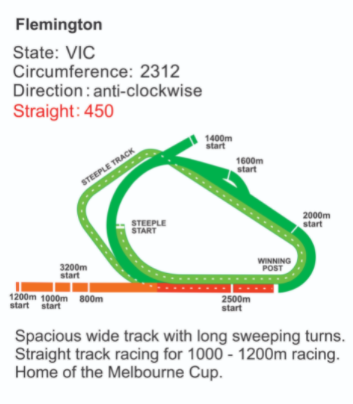 Flemington
State: VIC
Circumference: 2312
Direction: anti-clockwise
Straight: 450
1400m
start
STEEPLE TRACK
1600m
start
2000m
start
STEEPLE
START
WINNING
POST
3200m
start
1200m
start
1000m
start
800m
2500m
start
Spacious wide track with long sweeping turns.
Straight track racing for 1000 - 1200m racing.
Home of the Melbourne Cup.